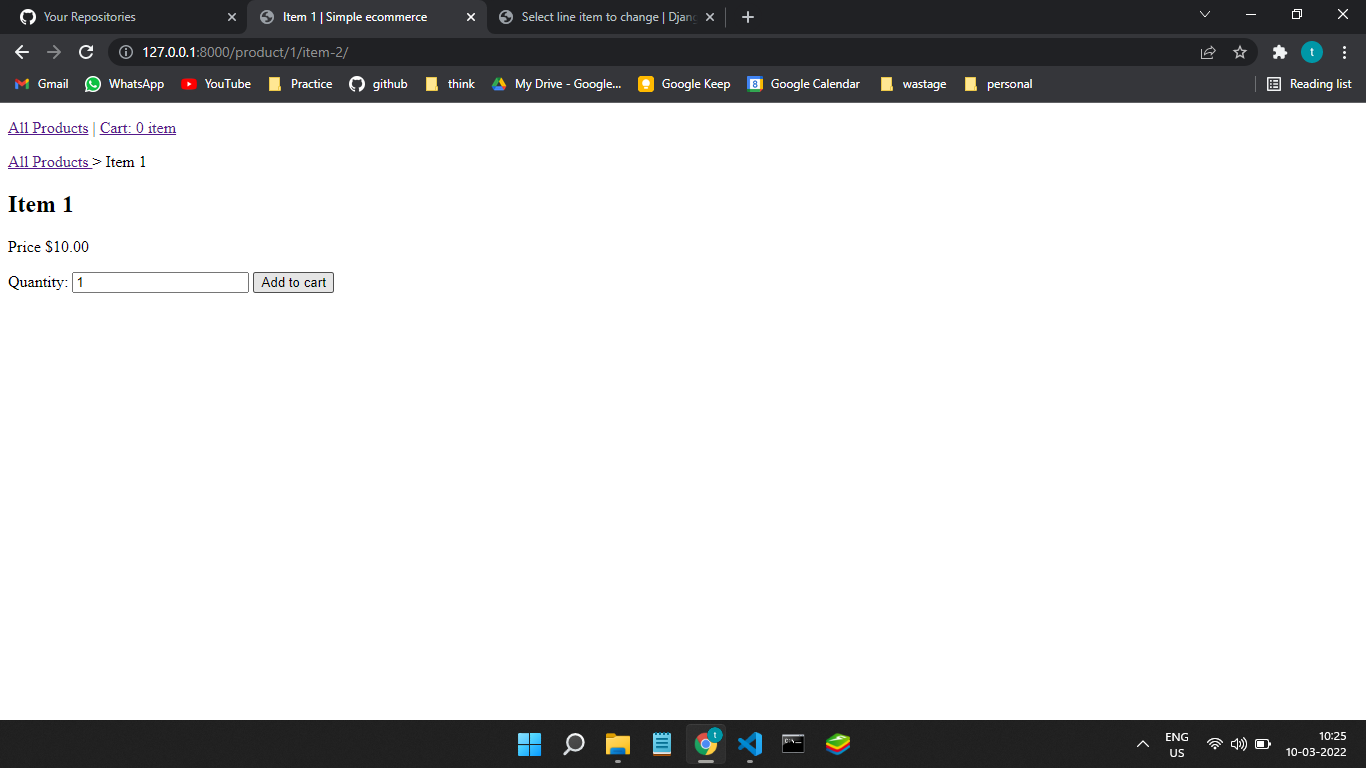 Your Repositories
Item 1 | Simple ecommerce
Select line item to change | Djang
127.0.0.1:8000/product/1/item-2/
t
Gmail WhatsApp YouTube Practice github think My Drive - Google... Google Keep 8 Google Calendar wastage personal Reading list
All Products | Cart: 0 item
All Products > Item 1
Item 1
Price $10.00
Quantity: 1 Add to cart
t
ENG
US
10:25
10-03-2022